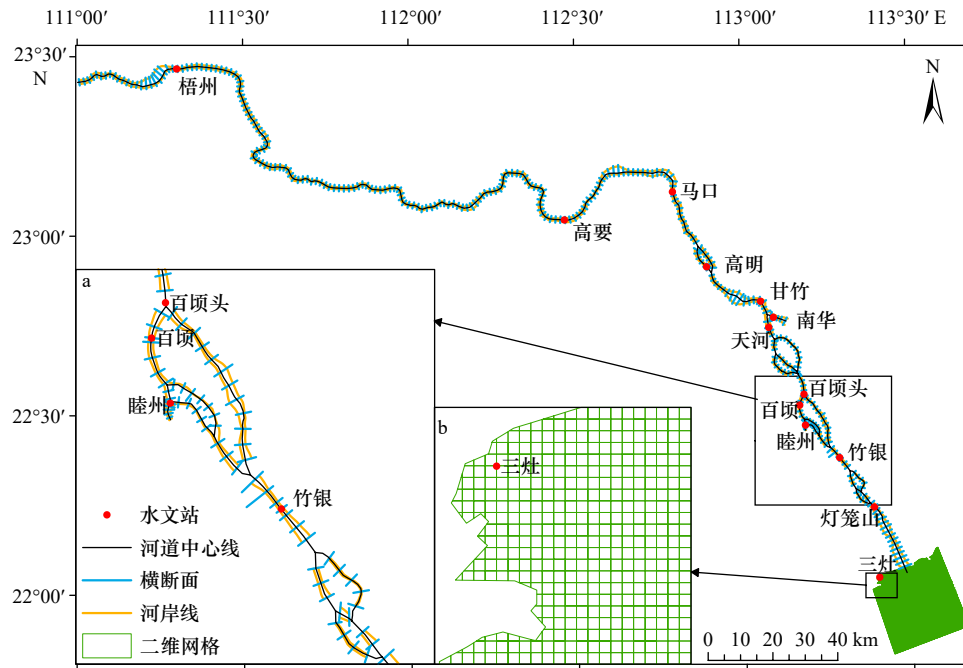 111°00′ 111°30′ 112°00′ 112°30′ 113°00′ 113°30′ E
23°30′
N
23°00′
22°30′
22°00′
N
梧州
高要
马口
高明
甘竹
南华
天河
百顷头
百顷
睦州
竹银
灯笼山
三灶
a
百顷头
百顷
睦州
竹银
水文站
河道中心线
横断面
河岸线
二维网格
b
三灶
0 10 20 30 40 km